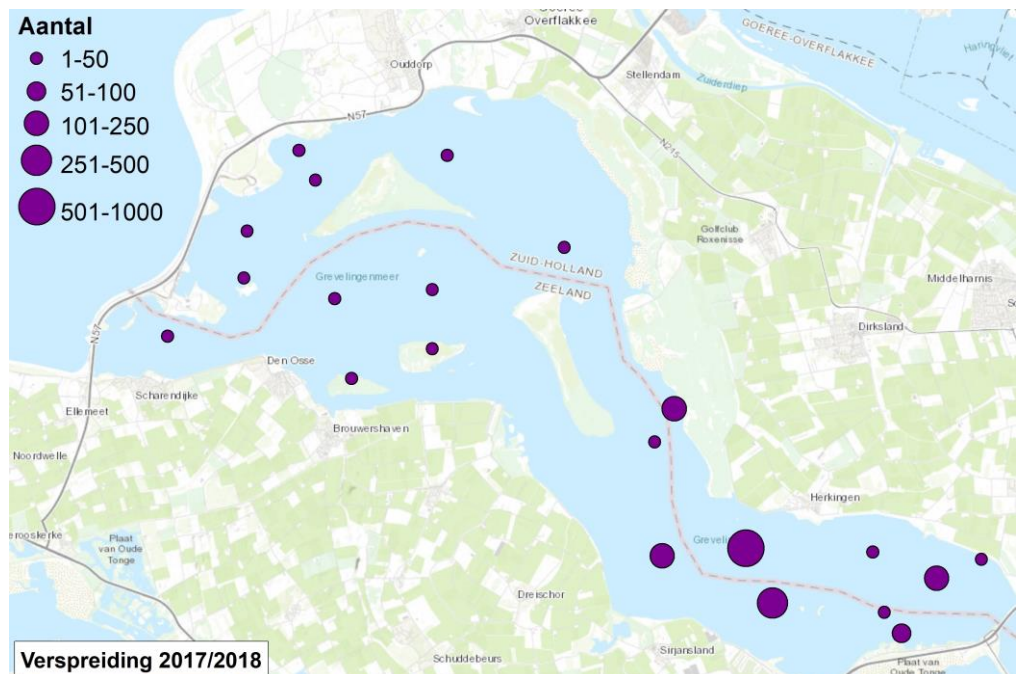 Aantal
1-50
51-100
101-250
251-500
501-1000
Overflakkee
GOEREE-OVERFLAKKEE
Haringvliet
Ouddorp
Stellendam
Zuiderdiep
N57
N215
Golfclub
Roxenisse
ZUID-HOLLAND
Grevelingenmeer
ZEELAND
Middelharnis
Dirksland
N57
Den Osse
Scharendijke
Ellemeet
Brouwershaven
Noordwelle
Herkingen
erooskerke
Plaat
van Oude
Tonge
Dreischor
Sirjansland
Schuddebeurs
Plaat van
Oude Tonge
Verspreiding 2017/2018